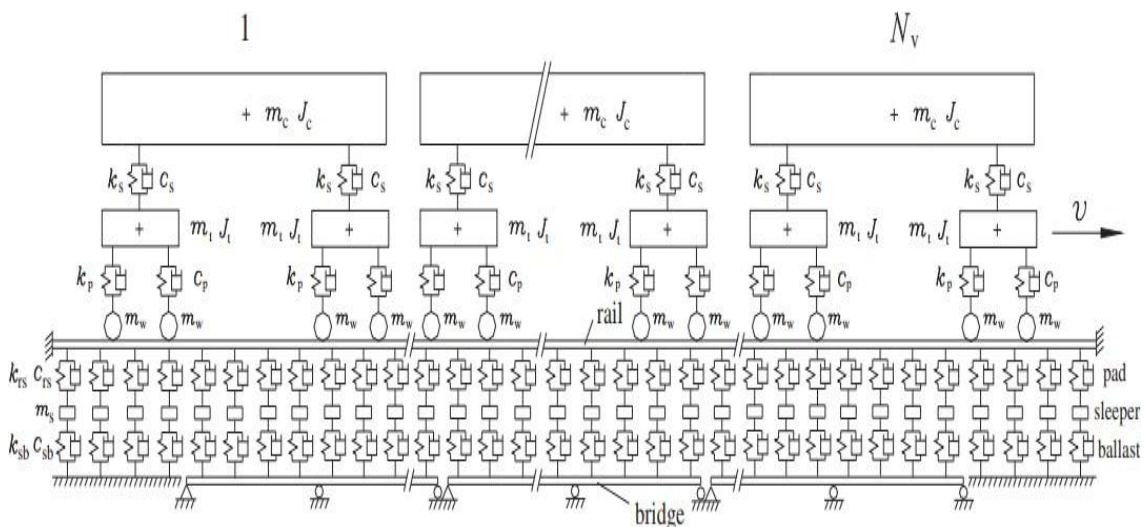 1 N_v
+ m_c J_c + m_c J_c + m_c J_c
k_s c_s k_s c_s k_s c_s k_s c_s k_s c_s k_s c_s
+ m_t J_t m_t J_t + + m_t J_t m_t J_t + + m_t J_t m_t J_t + υ
k_p c_p k_p k_p c_p k_p k_p c_p k_p c_p
m_w m_w m_w m_w m_w m_w m_w m_w m_w m_w m_w m_w
rail
k_rs c_rs pad
m_s sleeper
k_sb c_sb ballast
bridge